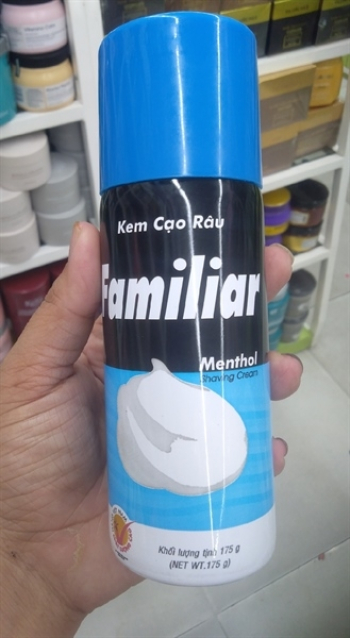 Kem Cạo Râu
Familiar
Menthol
Shaving Cream
Khối lượng tịnh 175 g
(NET WT.175 g)